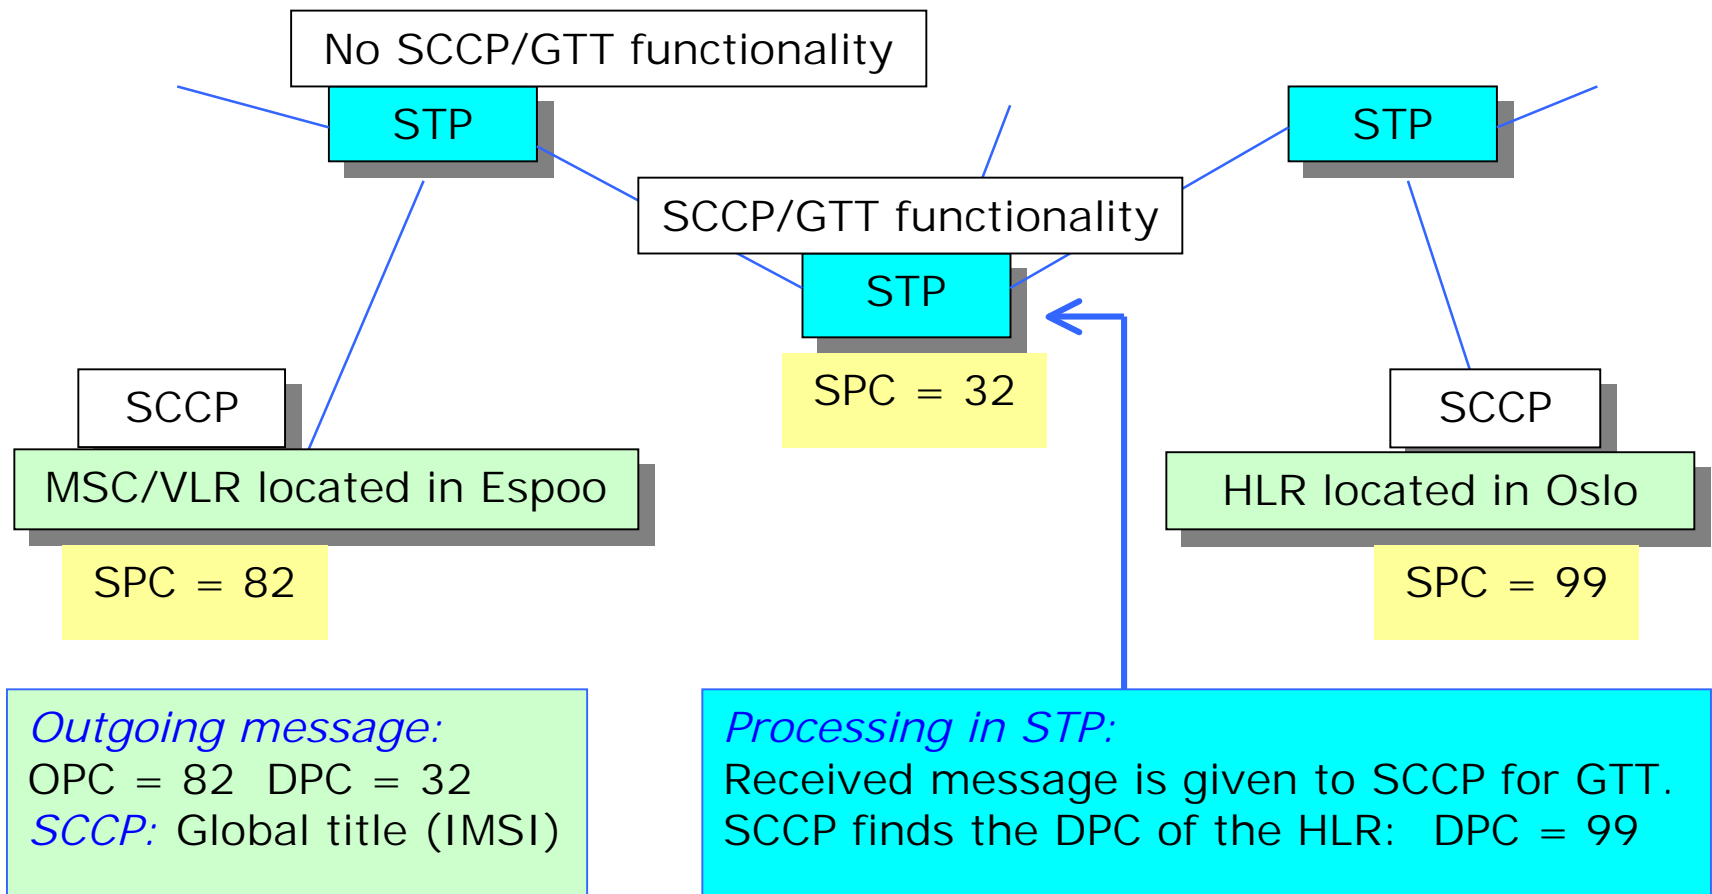 No SCCP/GTT functionality
STP
STP
SCCP/GTT functionality
STP
SPC = 32
SCCP
SCCP
MSC/VLR located in Espoo
HLR located in Oslo
SPC = 82
SPC = 99
Outgoing message:
OPC = 82 DPC = 32
SCCP: Global title (IMSI)
Processing in STP:
Received message is given to SCCP for GTT.
SCCP finds the DPC of the HLR: DPC = 99